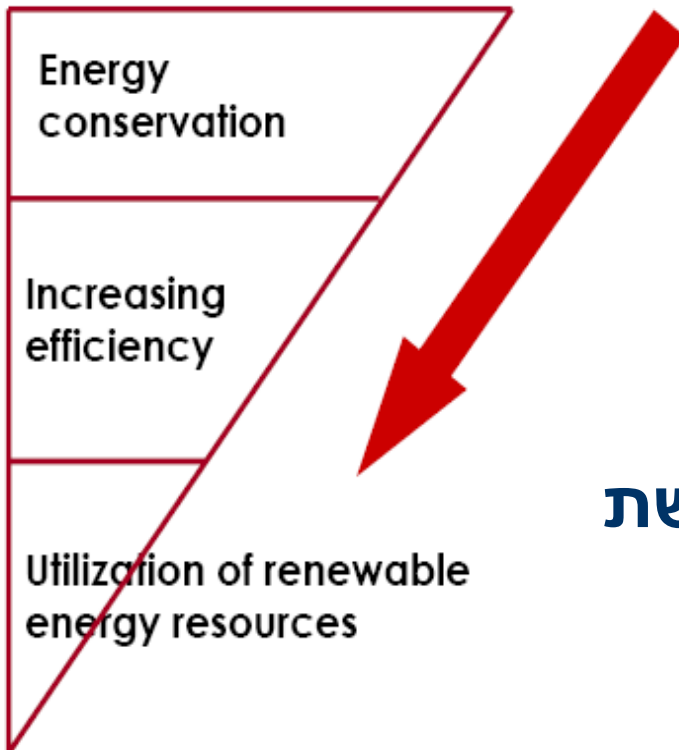 Energy
conservation
Increasing
efficiency
Utilization of renewable
energy resources